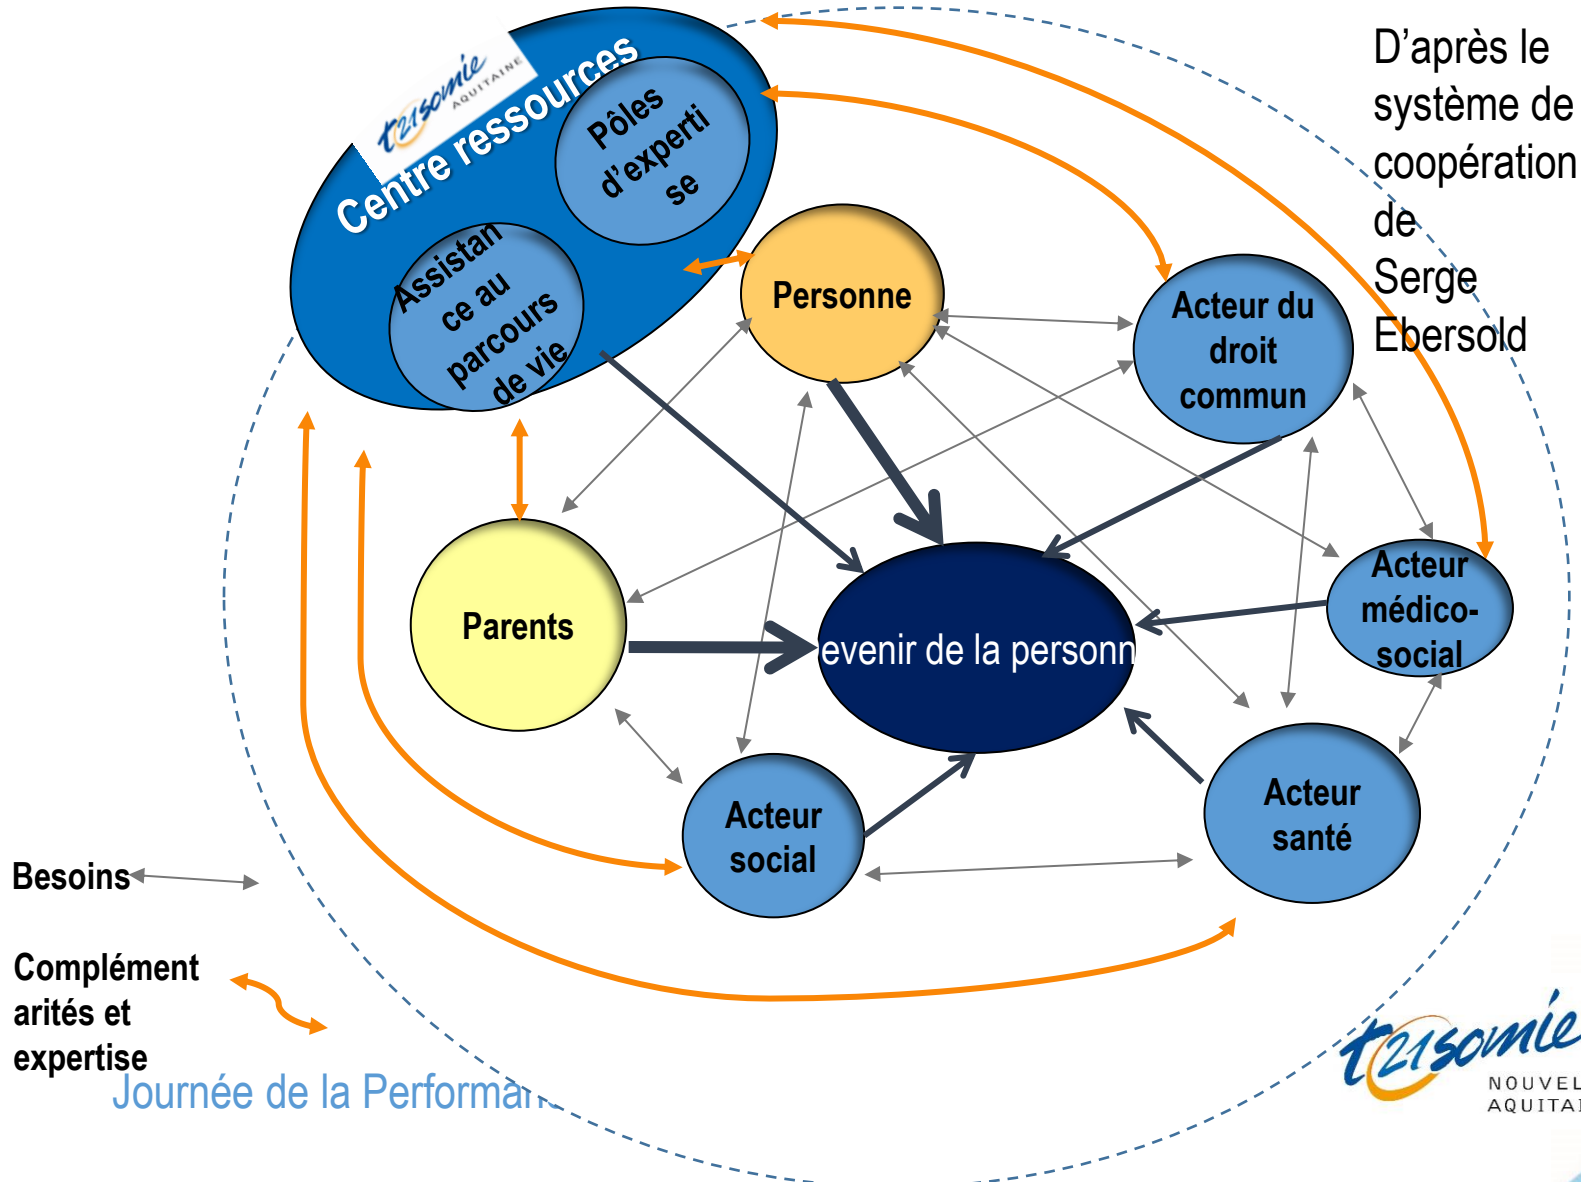 t21somie
AQUITAINE
Centre ressources
Pôles
d'experti
se
Assistan
ce au
parcours
de vie
D'après le
système de
coopération
de
Serge
Ebersold
Personne
Acteur du
droit
commun
Parents
evenir de la personn
Acteur
médico-
social
Acteur
social
Acteur
santé
Besoins
Complément
arités et
expertise
Journée de la Performan
t21somie
NOUVEL
AQUITAI